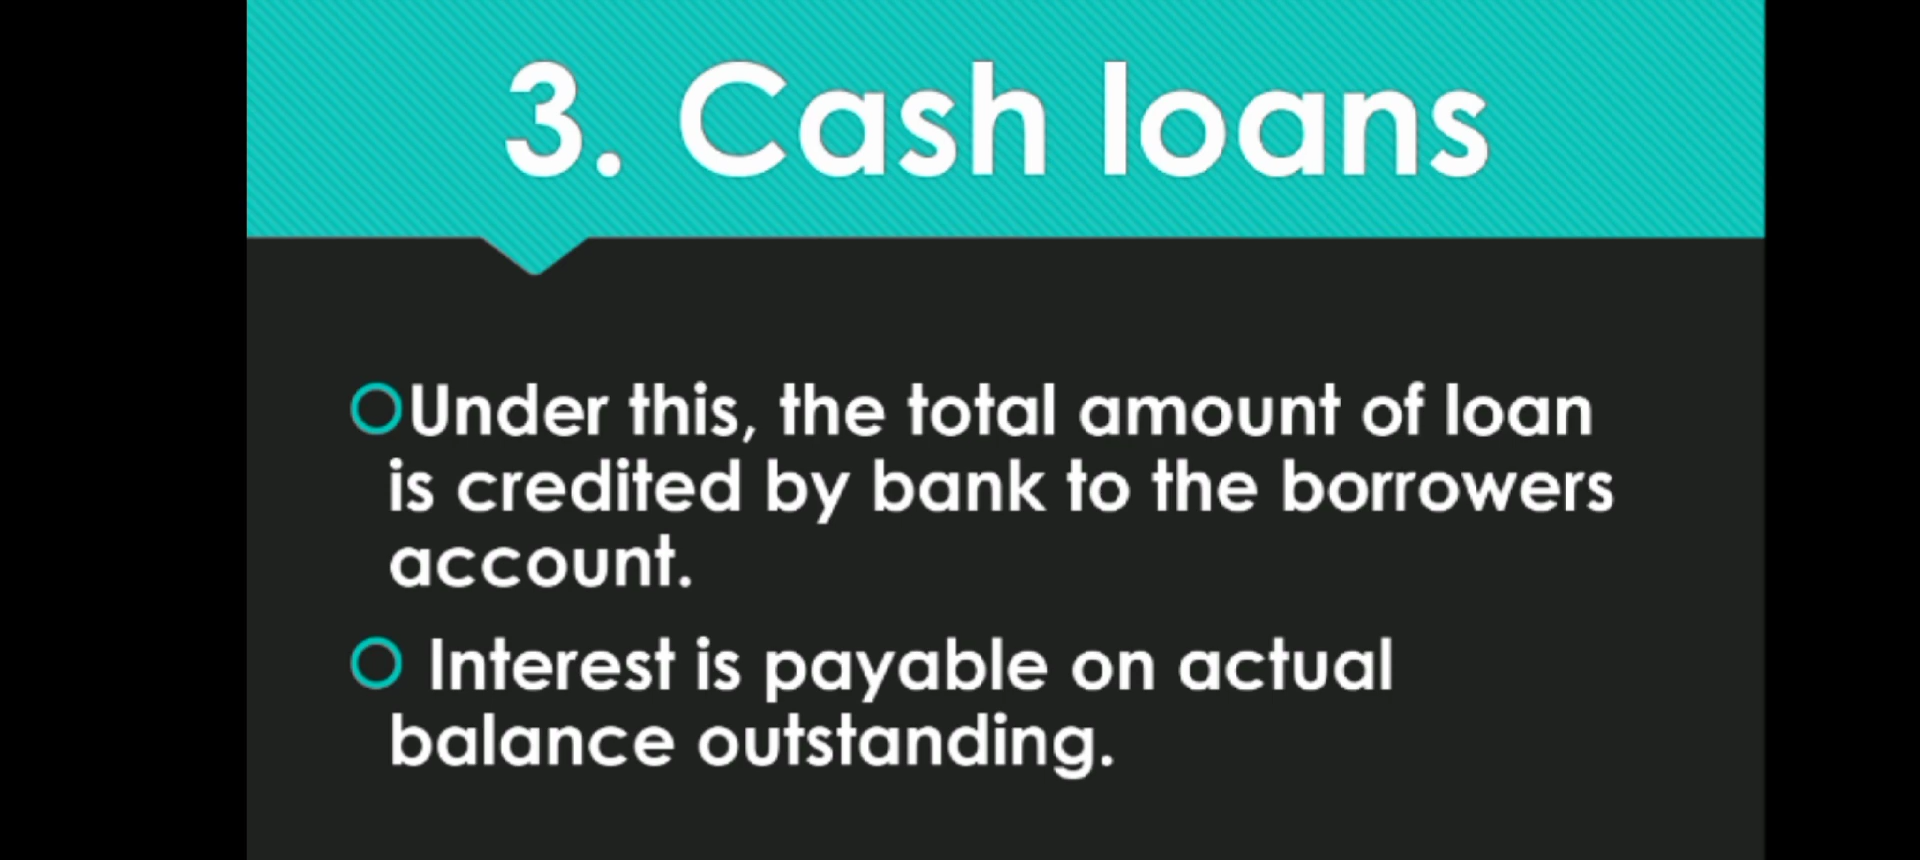 3. Cash loans
Under this, the total amount of loan
is credited by bank to the borrowers
account.
Interest is payable on actual
balance outstanding.